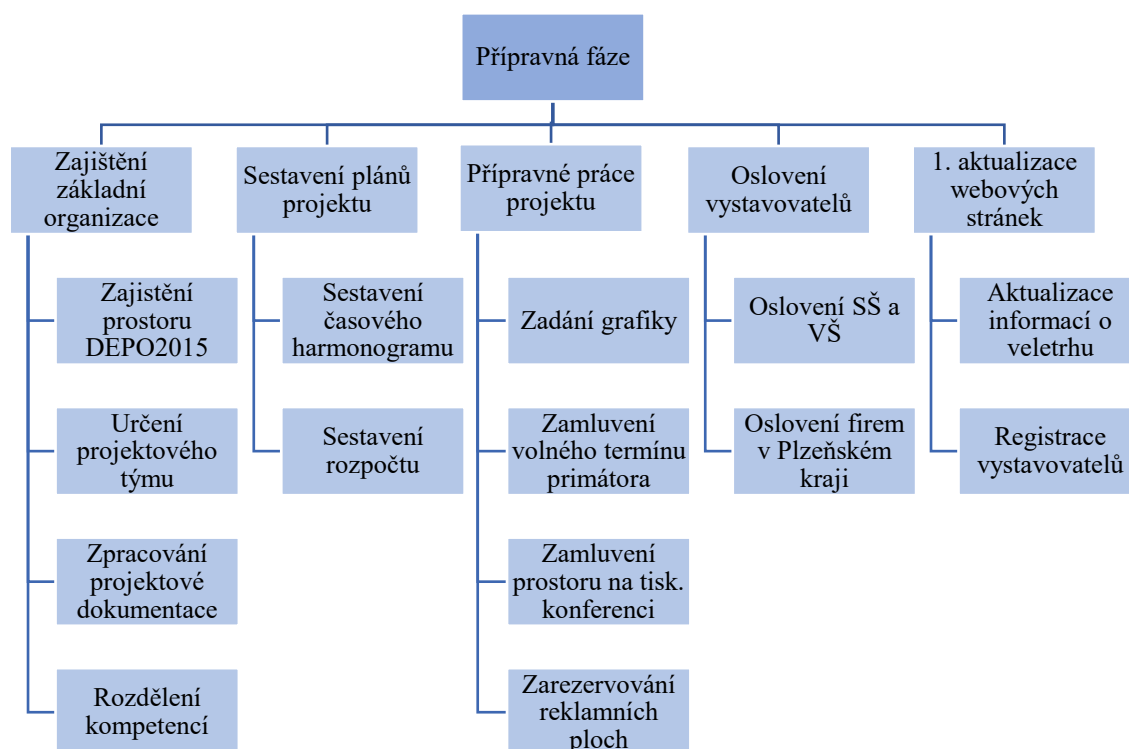 Přípravná fáze
Zajištění
základní
organizace
Sestavení plánů
projektu
Přípravné práce
projektu
Oslovení
vystavovatelů
1. aktualizace
webových
stránek
Zajistění
prostoru
DEPO2015
Sestavení
časového
harmonogramu
Zadání grafiky
Oslovení SŠ a
VŠ
Aktualizace
informací o
veletrhu
Určení
projektového
týmu
Sestavení
rozpočtu
Zamluvení
volného termínu
primátora
Oslovení firem
v Plzeňském
kraji
Registrace
vystavovatelů
Zpracování
projektové
dokumentace
Zamluvení
prostoru na tisk.
konferenci
Rozdělení
kompetencí
Zarezervování
reklamních
ploch